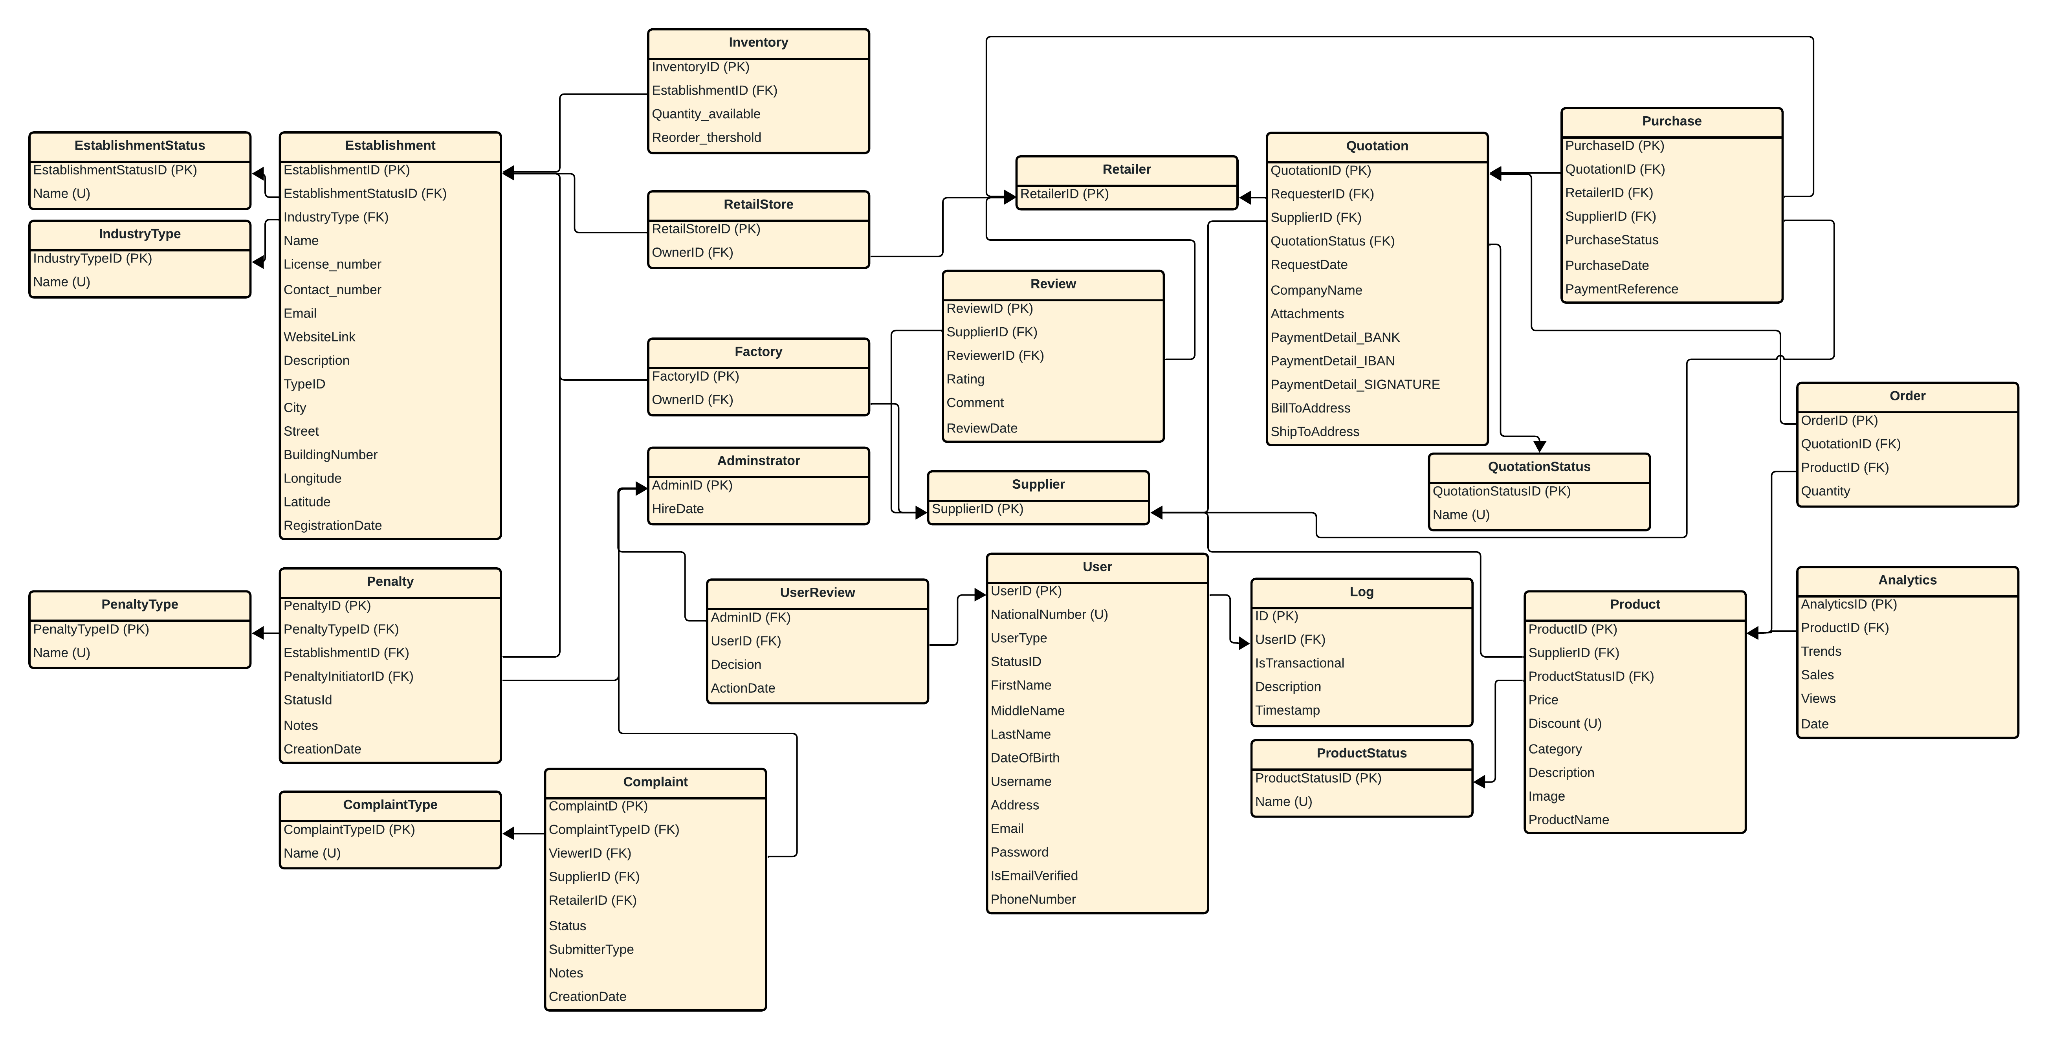 Inventory
InventoryID (PK)
EstablishmentID (FK)
Quantity_available
Reorder_thershold
EstablishmentStatus
EstablishmentStatusID (PK)
Name (U)
IndustryType
IndustryTypeID (PK)
Name (U)
Establishment
EstablishmentID (PK)
EstablishmentStatusID (FK)
IndustryType (FK)
Name
License_number
Contact_number
Email
WebsiteLink
Description
TypeID
City
Street
BuildingNumber
Longitude
Latitude
RegistrationDate
RetailStore
RetailStoreID (PK)
OwnerID (FK)
Factory
FactoryID (PK)
OwnerID (FK)
Adminstrator
AdminID (PK)
HireDate
Retailer
RetailerID (PK)
Review
ReviewID (PK)
SupplierID (FK)
ReviewerID (FK)
Rating
Comment
ReviewDate
Supplier
SupplierID (PK)
Quotation
QuotationID (PK)
RequesterID (FK)
SupplierID (FK)
QuotationStatus (FK)
RequestDate
CompanyName
Attachments
PaymentDetail_BANK
PaymentDetail_IBAN
PaymentDetail_SIGNATURE
BillToAddress
ShipToAddress
Purchase
PurchaseID (PK)
QuotationID (FK)
RetailerID (FK)
SupplierID (FK)
PurchaseStatus
PurchaseDate
PaymentReference
QuotationStatus
QuotationStatusID (PK)
Name (U)
Order
OrderID (PK)
QuotationID (FK)
ProductID (FK)
Quantity
PenaltyType
PenaltyTypeID (PK)
Name (U)
Penalty
PenaltyID (PK)
PenaltyTypeID (FK)
EstablishmentID (FK)
PenaltyInitiatorID (FK)
StatusId
Notes
CreationDate
ComplaintType
ComplaintTypeID (PK)
Name (U)
Complaint
ComplaintD (PK)
ComplaintTypeID (FK)
ViewerID (FK)
SupplierID (FK)
RetailerID (FK)
Status
SubmitterType
Notes
CreationDate
UserReview
AdminID (FK)
UserID (FK)
Decision
ActionDate
User
UserID (PK)
NationalNumber (U)
UserType
StatusID
FirstName
MiddleName
LastName
DateOfBirth
Username
Address
Email
Password
IsEmailVerified
PhoneNumber
Log
ID (PK)
UserID (FK)
IsTransactional
Description
Timestamp
ProductStatus
ProductStatusID (PK)
Name (U)
Product
ProductID (PK)
SupplierID (FK)
ProductStatusID (FK)
Price
Discount (U)
Category
Description
Image
ProductName
Analytics
AnalyticsID (PK)
ProductID (FK)
Trends
Sales
Views
Date